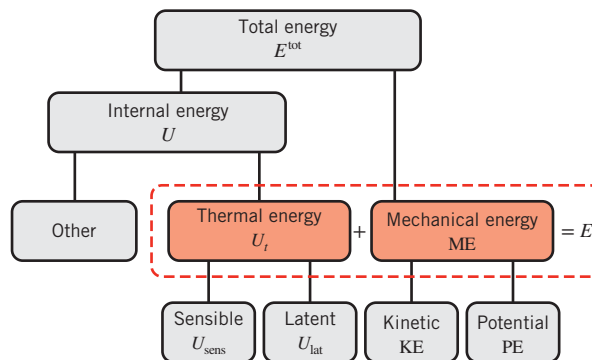 Total energy
E^tot
Internal energy
U
Other
Thermal energy
U_t
+
Mechanical energy
ME
= E
Sensible
U_sens
Latent
U_lat
Kinetic
KE
Potential
PE